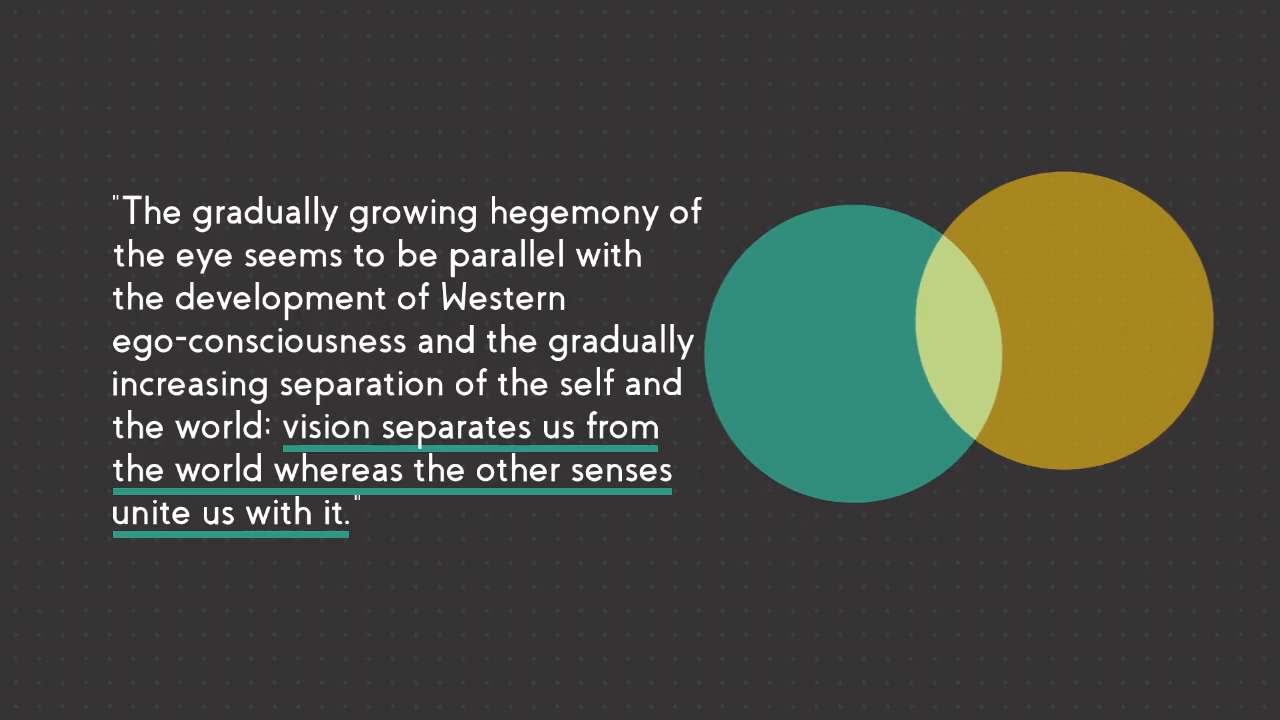 "The gradually growing hegemony of
the eye seems to be parallel with
the development of Western
ego-consciousness and the gradually
increasing separation of the self and
the world: vision separates us from
the world whereas the other senses
unite us with it."